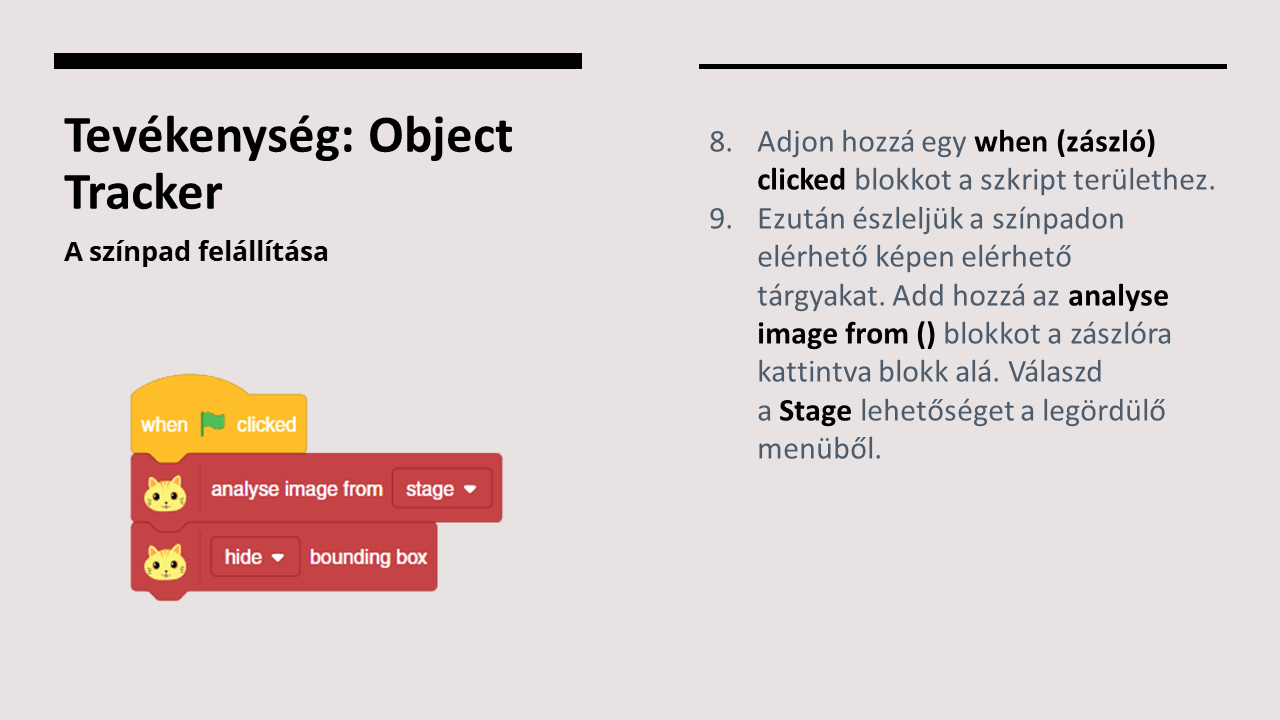 Tevékenység: Object
Tracker
A színpad felállítása
when clicked
analyse image from stage
hide bounding box
8. Adjon hozzá egy when (zászló)
clicked blokkot a szkript területhez.
9. Ezután észleljük a színpadon
elérhető képen elérhető
tárgyakat. Add hozzá az analyse
image from () blokkot a zászlóra
kattintva blokk alá. Válaszd
a Stage lehetőséget a legördülő
menüből.